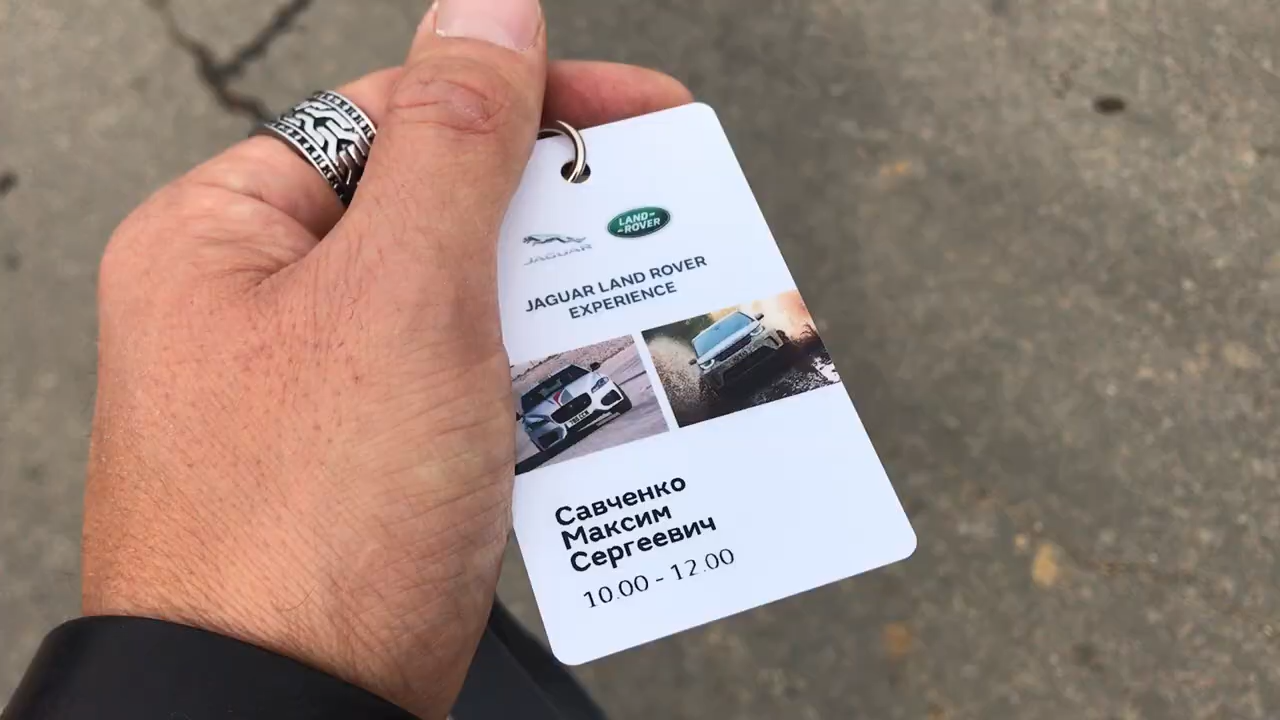 JAGUAR
LAND-
-ROVER
JAGUAR LAND ROVER
EXPERIENCE
Савченко
Максим
Сергеевич
10.00 - 12.00